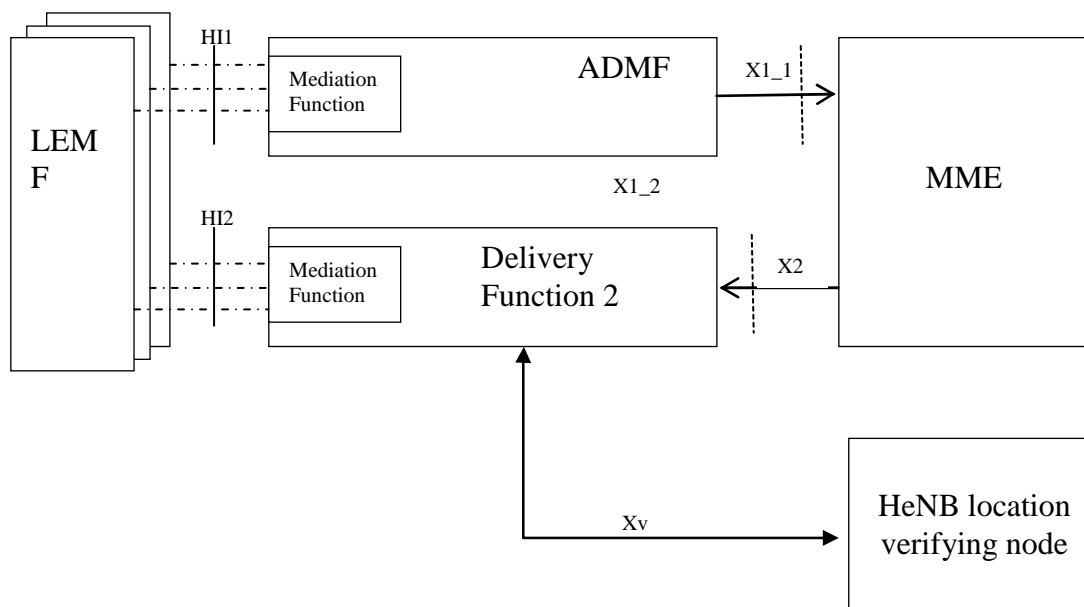 HI1
ADMF
X1_1
Mediation
Function
LEM
F
X1_2
MME
HI2
Delivery
Function 2
X2
Mediation
Function
Xv
HeNB location
verifying node